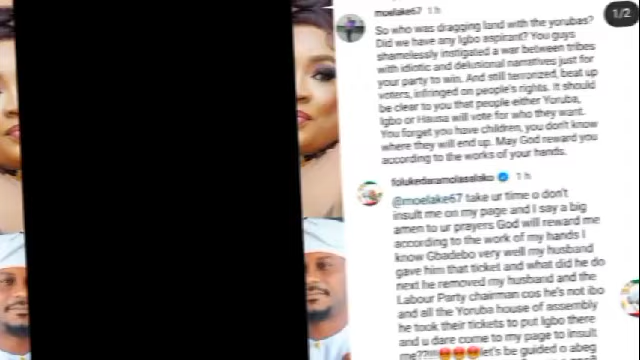 moelake67 1h
1/2
So who was dragging land with the yorubas?
Did we have any Igbo aspirant? You guys
shamelessly instigated a war between tribes
with idiotic and delusional narratives just for
your party to win. And still terrorized, beat up
voters, infringed on people's rights. It should
be clear to you that people either Yuruba,
Igbo or Hausa will vote for who they want.
You forget you have children, you don't know
where they will end up. May God reward you
according to the works of your hands.
folukedaramolasalako 1h
@moelake67 take ur time o don't
insult me on my page and I say a big
amen to ur prayers God will reward me
according to the work of my hands I
know Gbadebo very well my husband
gave him that ticket and what did he do
next he removed my husband and the
Labour Party chairman cos he's not ibo
and all the Yoruba house of assembly
he took their tickets to put Igbo there
and u dare come to my page to insult
me??!!!😡😡😡let's be guided o abeg